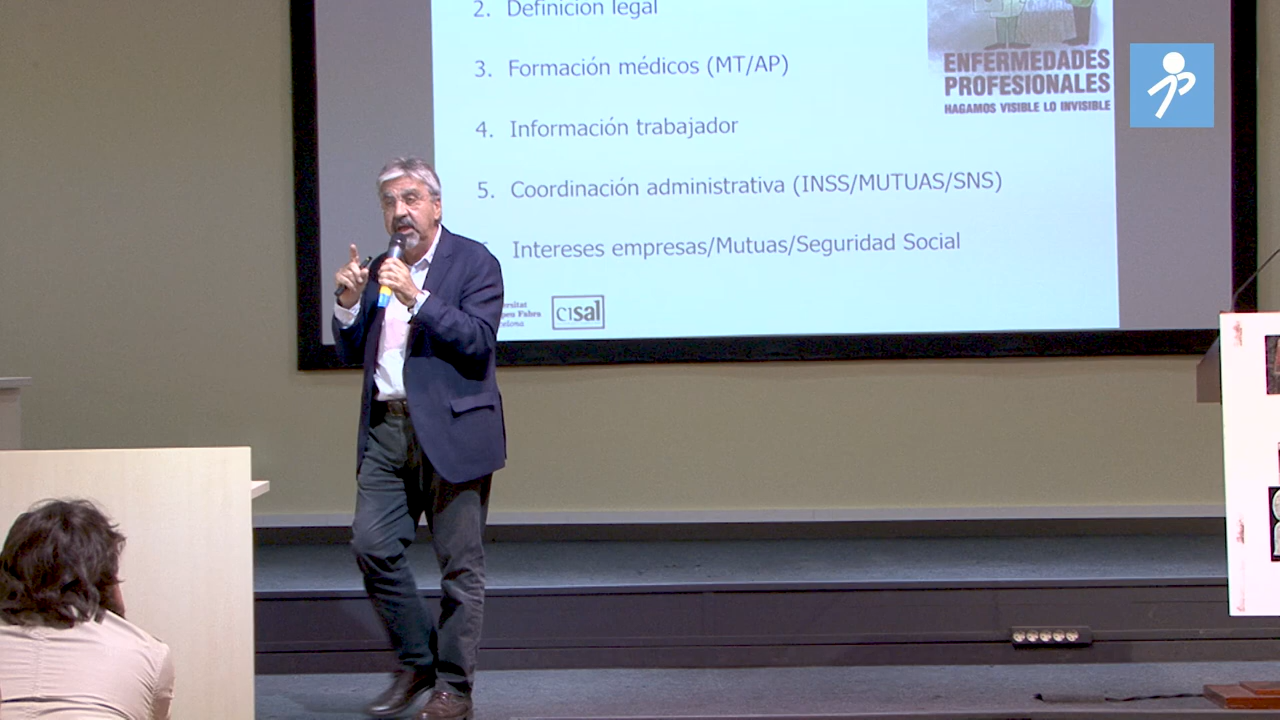 2. Definición legal
ENFERMEDADES
PROFESIONALES
HAGAMOS VISIBLE LO INVISIBLE
3. Formación médicos (MT/AP)
4. Información trabajador
5. Coordinación administrativa (INSS/MUTUAS/SNS)
Intereses empresas/Mutuas/Seguridad Social
Fabra
cisal